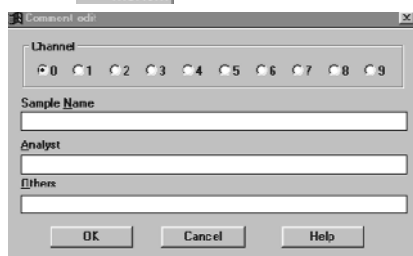 Comment edit
Channel
0 1 2 3 4 5 6 7 8 9
Sample Name
Analyst
Others
OK Cancel Help